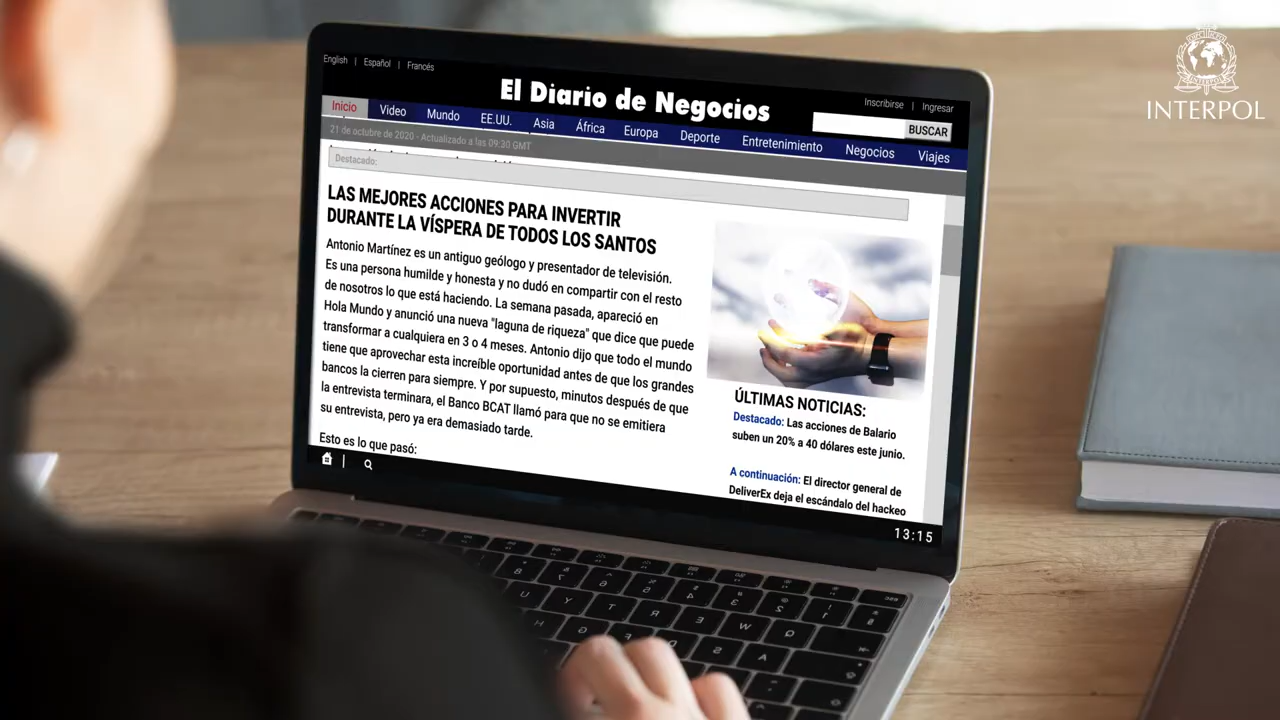 INTERPOL
English | Español | Francés
El Diario de Negocios
Inscribirse | Ingresar
BUSCAR
Inicio Video Mundo EE.UU. Asia África Europa Deporte Entretenimiento Negocios Viajes
21 de octubre de 2020 - Actualizado a las 09:30 GMT
Destacado:
LAS MEJORES ACCIONES PARA INVERTIR
DURANTE LA VÍSPERA DE TODOS LOS SANTOS
Antonio Martínez es un antiguo geólogo y presentador de televisión.
Es una persona humilde y honesta y no dudó en compartir con el resto
de nosotros lo que está haciendo. La semana pasada, apareció en
Hola Mundo y anunció una nueva "laguna de riqueza" que dice que puede
transformar a cualquiera en 3 o 4 meses. Antonio dijo que todo el mundo
tiene que aprovechar esta increíble oportunidad antes de que los grandes
bancos la cierren para siempre. Y por supuesto, minutos después de que
la entrevista terminara, el Banco BCAT llamó para que no se emitiera
su entrevista, pero ya era demasiado tarde.
Esto es lo que pasó:
ÚLTIMAS NOTICIAS:
Destacado: Las acciones de Balario
suben un 20% a 40 dólares este junio.
A continuación: El director general de
DeliverEx deja el escándalo del hackeo
13:15